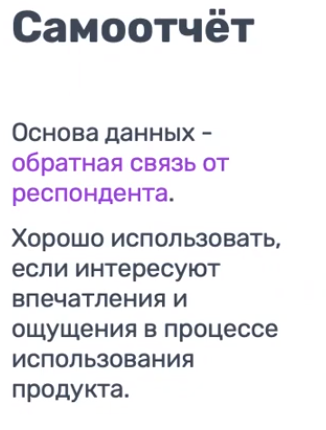 Самоотчёт
Основа данных -
обратная связь от
респондента.
Хорошо использовать,
если интересуют
впечатления и
ощущения в процессе
использования
продукта.